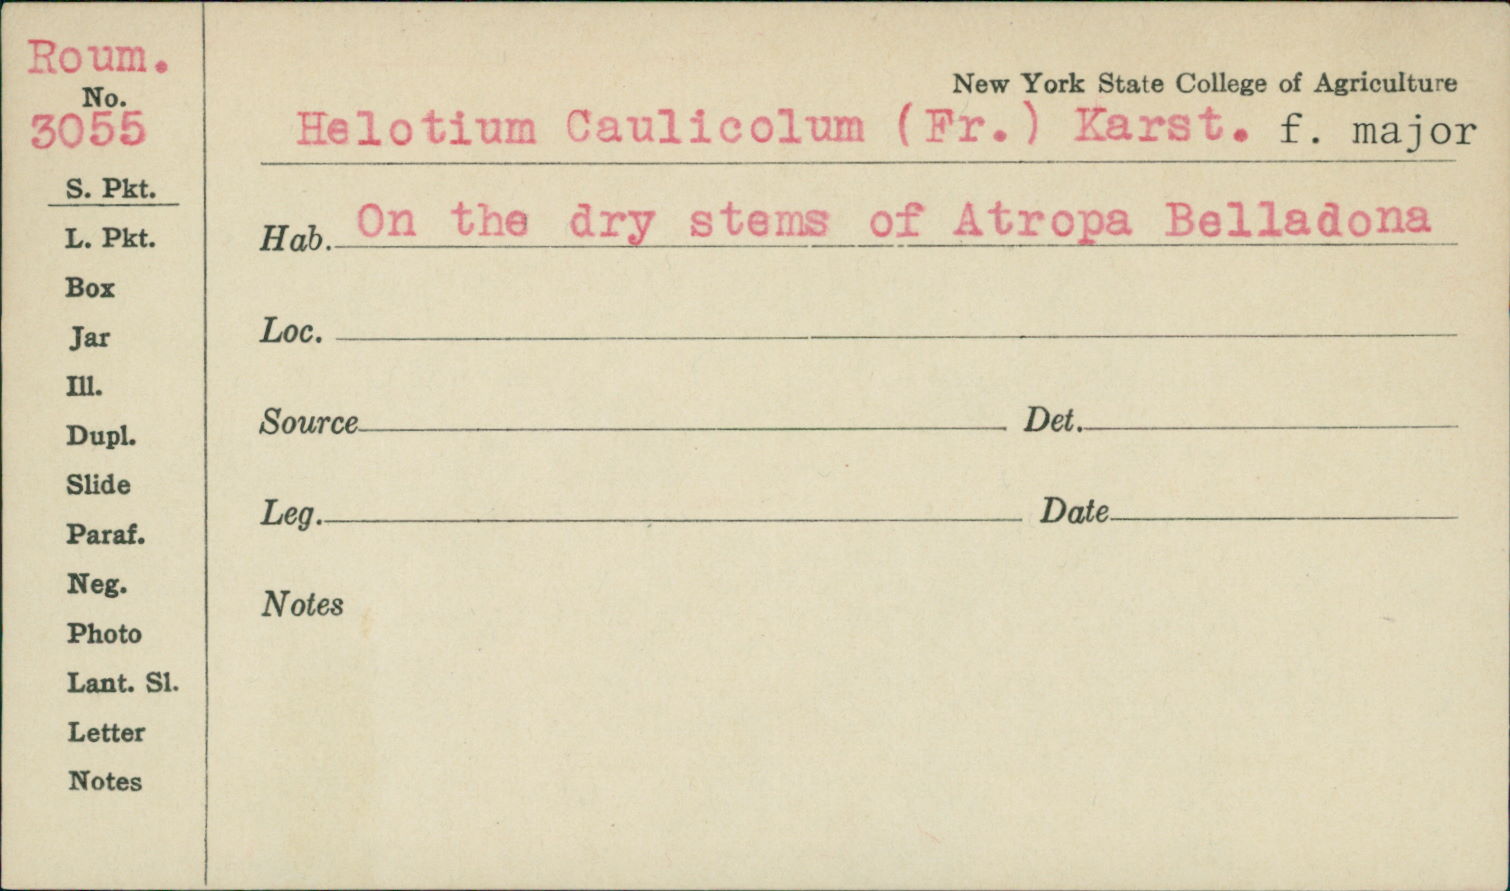 Roum.
No.
3055
S. Pkt.
L. Pkt.
Box
Jar
Ill.
Dupl.
Slide
Paraf.
Neg.
Photo
Lant. Sl.
Letter
Notes
New York State College of Agriculture
Helotium Caulicolum (Fr.) Karst. f. major
Hab. On the dry stems of Atropa Belladona
Loc.
Source Det.
Leg. Date
Notes